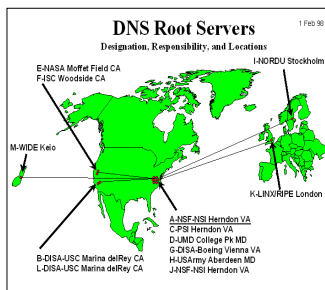 DNS Root Servers
1 Feb 98
Designation, Responsibility, and Locations
E-NASA Moffet Field CA
F-ISC Woodside CA
I-NORDU Stockholm
M-WIDE Keio
K-LINX/RIPE London
A-NSF-NSI Herndon VA
C-PSI Herndon VA
D-UMD College Pk MD
G-DISA-Boeing Vienna VA
H-USArmy Aberdeen MD
J-NSF-NSI Herndon VA
B-DISA-USC Marina delRey CA
L-DISA-USC Marina delRey CA